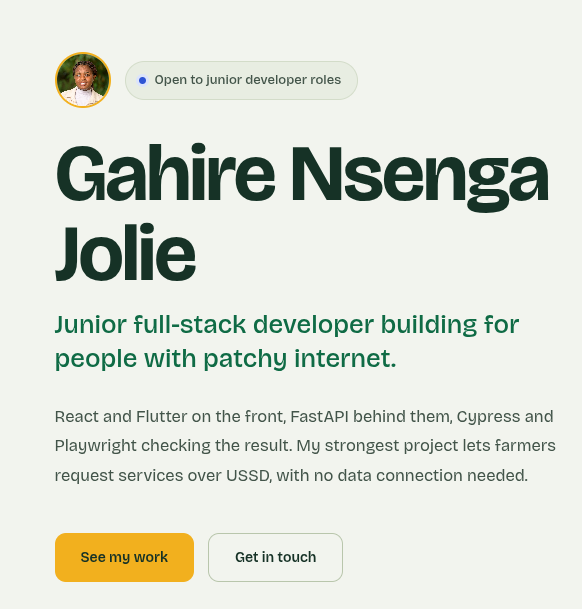 Open to junior developer roles
Gahire Nsenga
Jolie
Junior full-stack developer building for
people with patchy internet.
React and Flutter on the front, FastAPI behind them, Cypress and
Playwright checking the result. My strongest project lets farmers
request services over USSD, with no data connection needed.
See my work
Get in touch